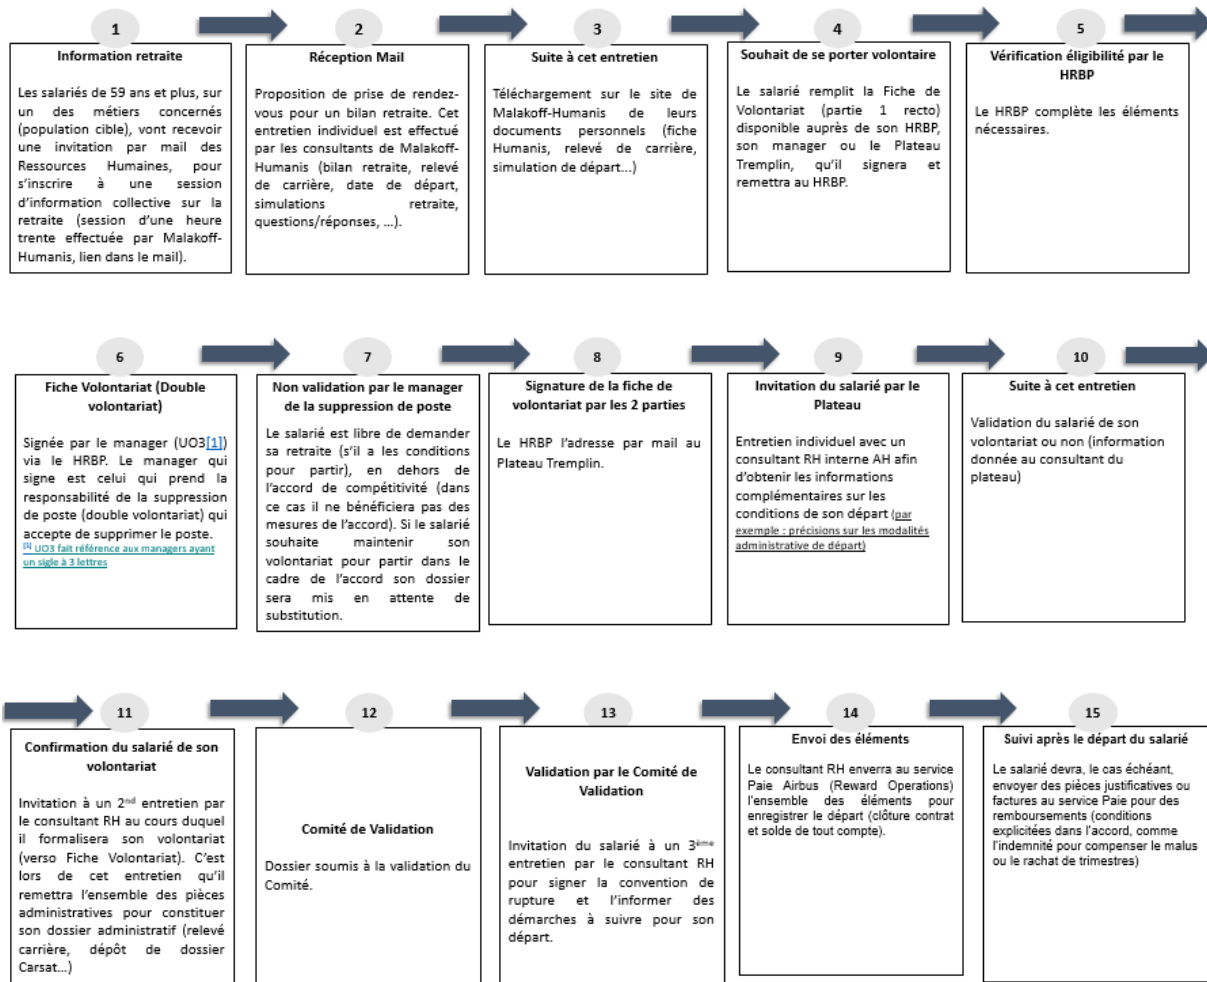 1
Information retraite
Les salariés de 59 ans et plus, sur
un des métiers concernés
(population cible), vont recevoir
une invitation par mail des
Ressources Humaines, pour
s'inscrire à une session
d'information collective sur la
retraite (session d'une heure
trente effectuée par Malakoff-
Humanis, lien dans le mail).
2
Réception Mail
Proposition de prise de rendez-
vous pour un bilan retraite. Cet
entretien individuel est effectué
par les consultants de Malakoff-
Humanis (bilan retraite, relevé
de carrière, date de départ,
simulations retraite,
questions/réponses, ...).
3
Suite à cet entretien
Téléchargement sur le site de
Malakoff-Humanis de leurs
documents personnels (fiche
Humanis, relevé de carrière,
simulation de départ...)
4
Souhait de se porter volontaire
Le salarié remplit la Fiche de
Volontariat (partie 1 recto)
disponible auprès de son HRBP,
son manager ou le Plateau
Tremplin, qu'il signera et
remettra au HRBP.
5
Vérification éligibilité par le
HRBP
Le HRBP complète les éléments
nécessaires.
6
Fiche Volontariat (Double
volontariat)
Signée par le manager (UO3[1])
via le HRBP. Le manager qui
signe est celui qui prend la
responsabilité de la suppression
de poste (double volontariat) qui
accepte de supprimer le poste.
[1] UO3 fait référence aux managers ayant
un sigle à 3 lettres
7
Non validation par le manager
de la suppression de poste
Le salarié est libre de demander
sa retraite (s'il a les conditions
pour partir), en dehors de
l'accord de compétitivité (dans
ce cas il ne bénéficiera pas des
mesures de l'accord). Si le salarié
souhaite maintenir son
volontariat pour partir dans le
cadre de l'accord son dossier
sera mis en attente de
substitution.
8
Signature de la fiche de
volontariat par les 2 parties
Le HRBP l'adresse par mail au
Plateau Tremplin.
9
Invitation du salarié par le
Plateau
Entretien individuel avec un
consultant RH interne AH afin
d'obtenir les informations
complémentaires sur les
conditions de son départ (par
exemple : précisions sur les modalités
administrative de départ)
10
Suite à cet entretien
Validation du salarié de son
volontariat ou non (information
donnée au consultant du
plateau)
11
Confirmation du salarié de son
volontariat
Invitation à un 2nd entretien par
le consultant RH au cours duquel
il formalisera son volontariat
(verso Fiche Volontariat). C'est
lors de cet entretien qu'il
remettra l'ensemble des pièces
administratives pour constituer
son dossier administratif (relevé
carrière, dépôt de dossier
Carsat...)
12
Comité de Validation
Dossier soumis à la validation du
Comité.
13
Validation par le Comité de
Validation
Invitation du salarié à un 3ème
entretien par le consultant RH
pour signer la convention de
rupture et l'informer des
démarches à suivre pour son
départ.
14
Envoi des éléments
Le consultant RH enverra au service
Paie Airbus (Reward Operations)
l'ensemble des éléments pour
enregistrer le départ (clôture contrat
et solde de tout compte).
15
Suivi après le départ du salarié
Le salarié devra, le cas échéant,
envoyer des pièces justificatives ou
factures au service Paie pour des
remboursements (conditions
explicitées dans l'accord, comme
l'indemnité pour compenser le malus
ou le rachat de trimestres)